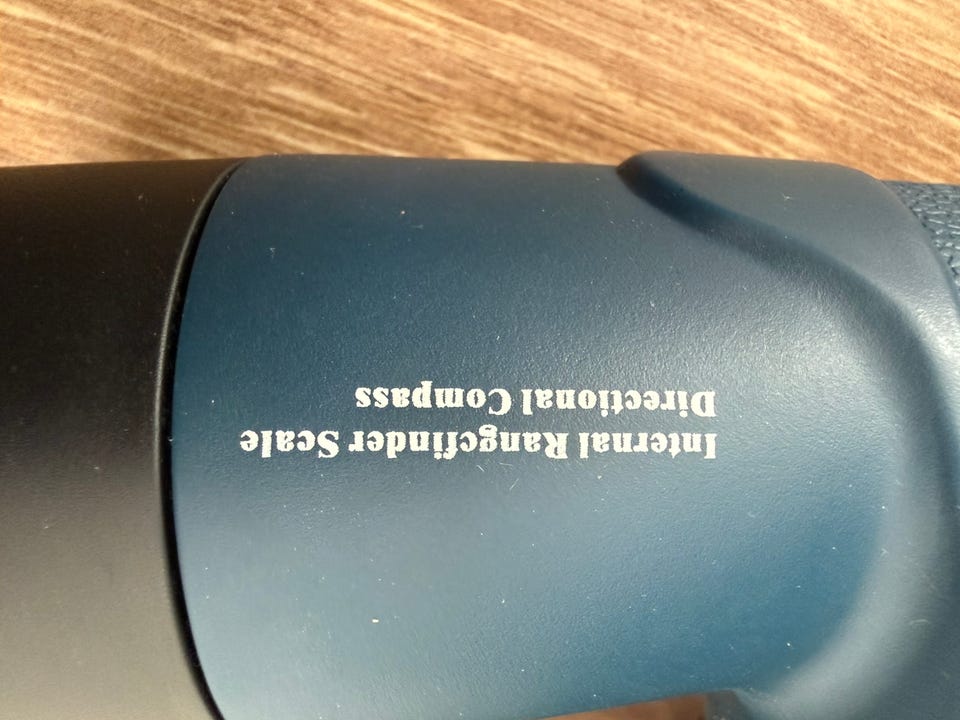 Internal Rangefinder Scale
Directional Compass